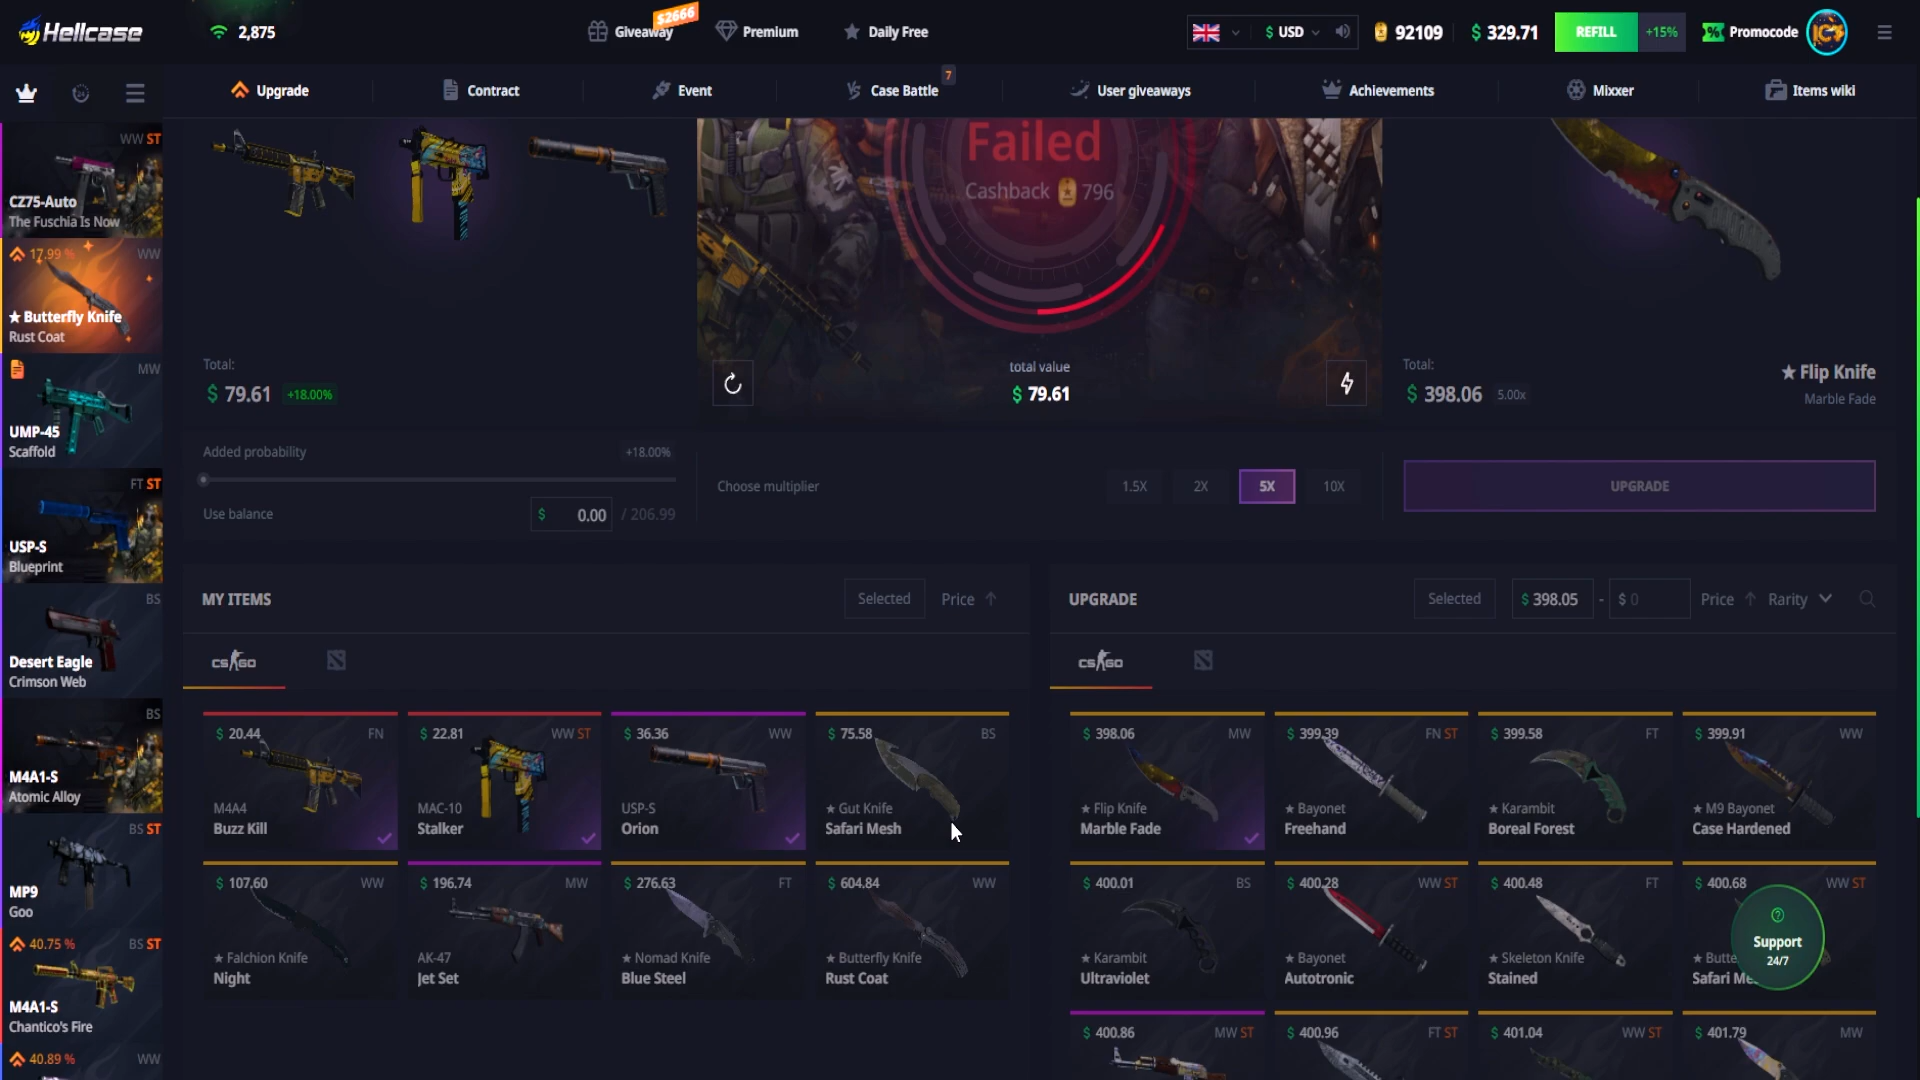 Hellcase
2,875
Giveaway
$2666
Premium
Daily Free
$ USD
92109
$ 329.71
REFILL
+15%
Promocode
24
Upgrade
Contract
Event
Case Battle
7
User giveaways
Achievements
Mixxer
Items wiki
WW ST
CZ75-Auto
The Fuschia Is Now
17.99 %
WW
★ Butterfly Knife
Rust Coat
MW
UMP-45
Scaffold
FT ST
USP-S
Blueprint
BS
Desert Eagle
Crimson Web
BS
M4A1-S
Atomic Alloy
BS ST
MP9
Goo
40.75 %
BS ST
M4A1-S
Chantico's Fire
40.89 %
WW
Failed
Cashback 796
Total:
$ 79.61
+18.00%
total value
$ 79.61
Total:
$ 398.06
5.00x
★ Flip Knife
Marble Fade
Added probability
+18.00%
Use balance
$ 0.00
/ 206.99
Choose multiplier
1.5X
2X
5X
10X
UPGRADE
MY ITEMS
Selected
Price
CS GO
$ 20.44
FN
M4A4
Buzz Kill
$ 22.81
WW ST
MAC-10
Stalker
$ 36.36
WW
USP-S
Orion
$ 75.58
BS
★ Gut Knife
Safari Mesh
$ 107.60
WW
★ Falchion Knife
Night
$ 196.74
MW
AK-47
Jet Set
$ 276.63
FT
★ Nomad Knife
Blue Steel
$ 604.84
WW
★ Butterfly Knife
Rust Coat
UPGRADE
Selected
$ 398.05
-
$ 0
Price
Rarity
CS GO
$ 398.06
MW
★ Flip Knife
Marble Fade
$ 399.39
FN ST
★ Bayonet
Freehand
$ 399.58
FT
★ Karambit
Boreal Forest
$ 399.91
WW
★ M9 Bayonet
Case Hardened
$ 400.01
BS
★ Karambit
Ultraviolet
$ 400.28
WW ST
★ Bayonet
Autotronic
$ 400.48
FT
★ Skeleton Knife
Stained
$ 400.68
WW ST
★ Butte
Safari Me
Support
24/7
$ 400.86
MW ST
$ 400.96
FT ST
$ 401.04
WW ST
$ 401.79
MW